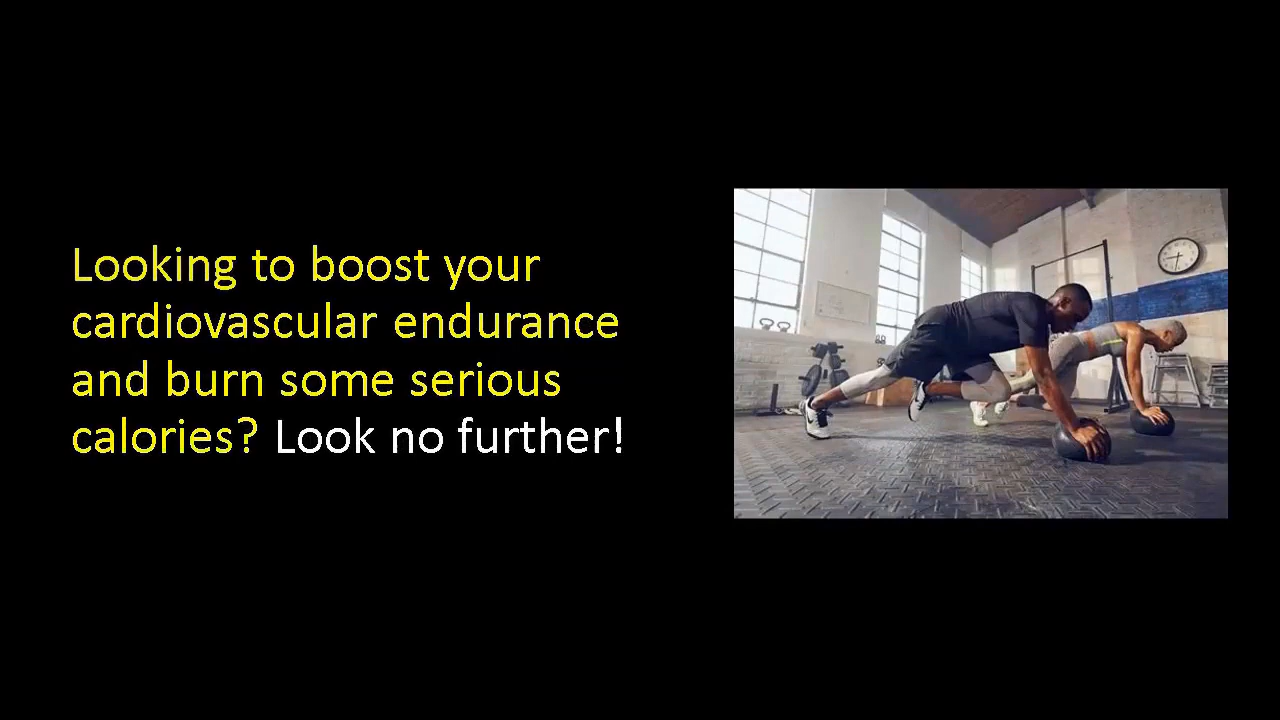 Looking to boost your
cardiovascular endurance
and burn some serious
calories? Look no further!